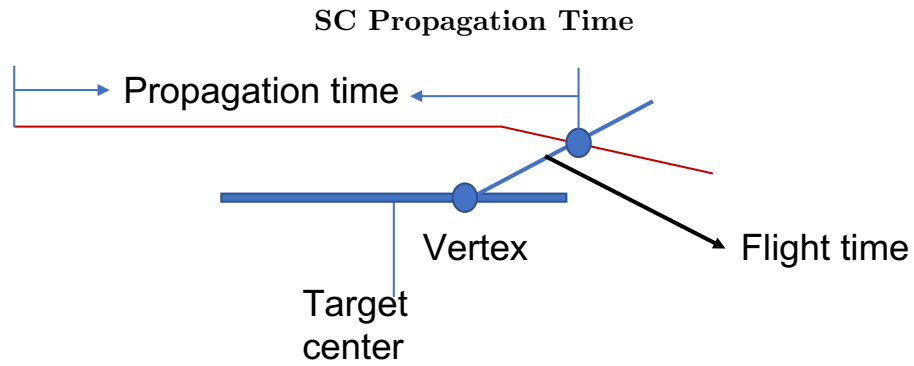 SC Propagation Time
Propagation time
Vertex
Flight time
Target
center